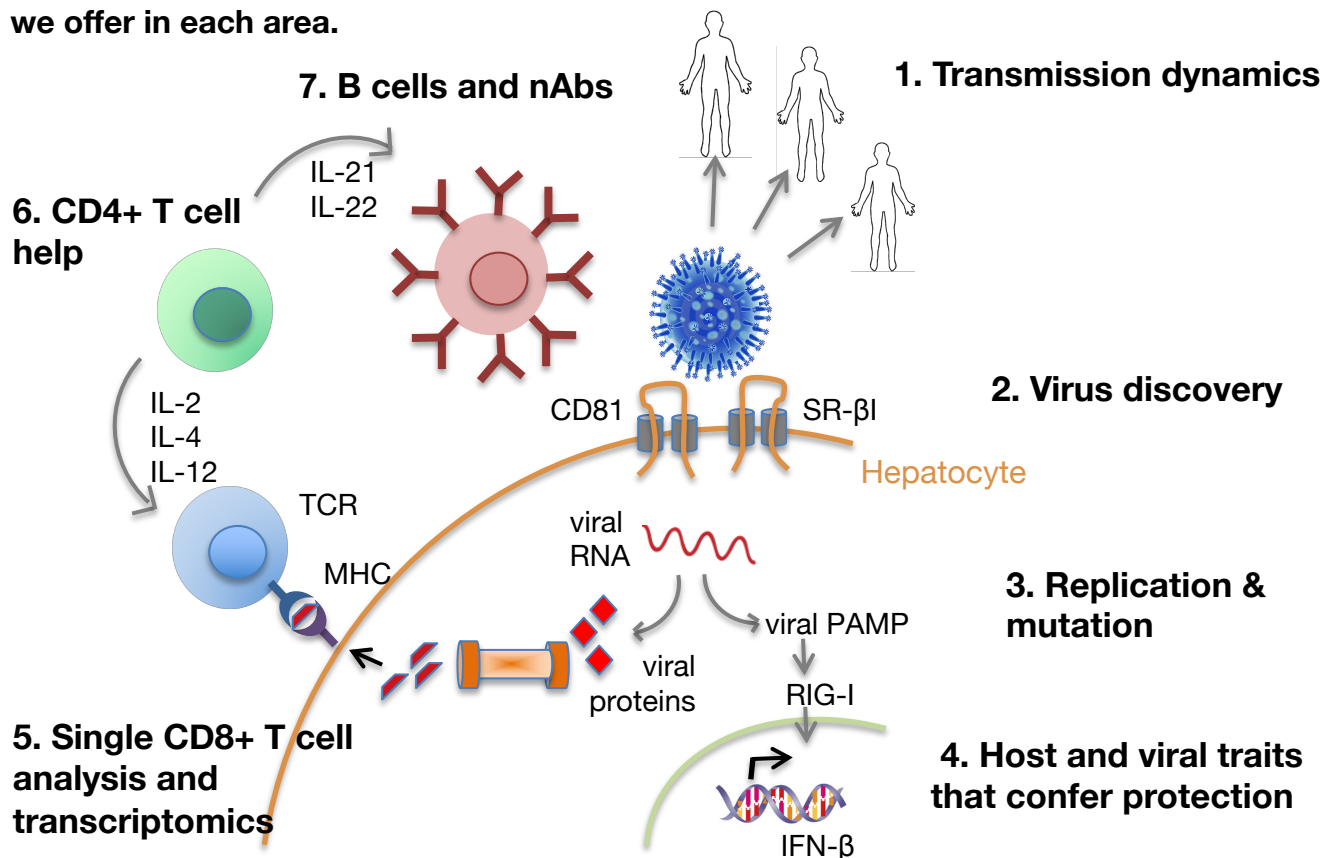 we offer in each area.
7. B cells and nAbs
1. Transmission dynamics
IL-21
IL-22
6. CD4+ T cell
help
2. Virus discovery
CD81
SR-βI
IL-2
IL-4
IL-12
Hepatocyte
TCR
viral
RNA
MHC
3. Replication &
mutation
viral PAMP
viral
proteins
RIG-I
5. Single CD8+ T cell
analysis and
transcriptomics
4. Host and viral traits
that confer protection
IFN-β